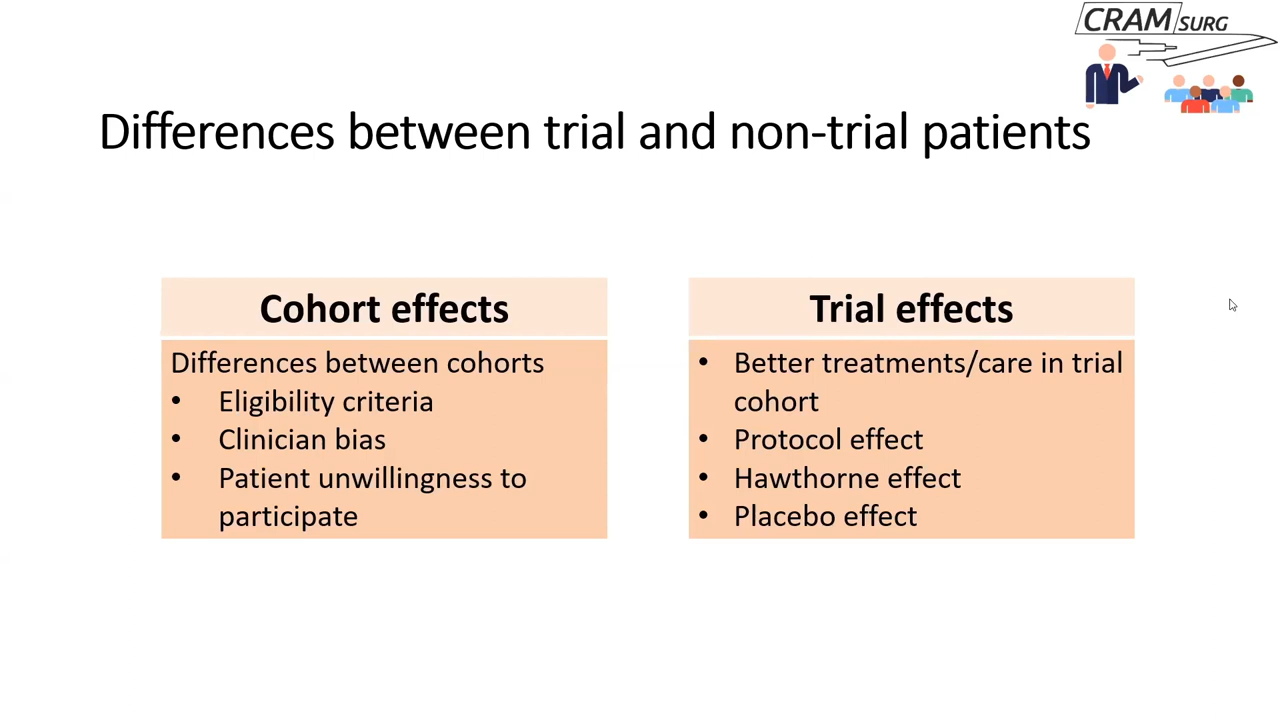 CRAM SURG
Differences between trial and non-trial patients
Cohort effects
Differences between cohorts
• Eligibility criteria
• Clinician bias
• Patient unwillingness to
participate
Trial effects
• Better treatments/care in trial
cohort
• Protocol effect
• Hawthorne effect
• Placebo effect